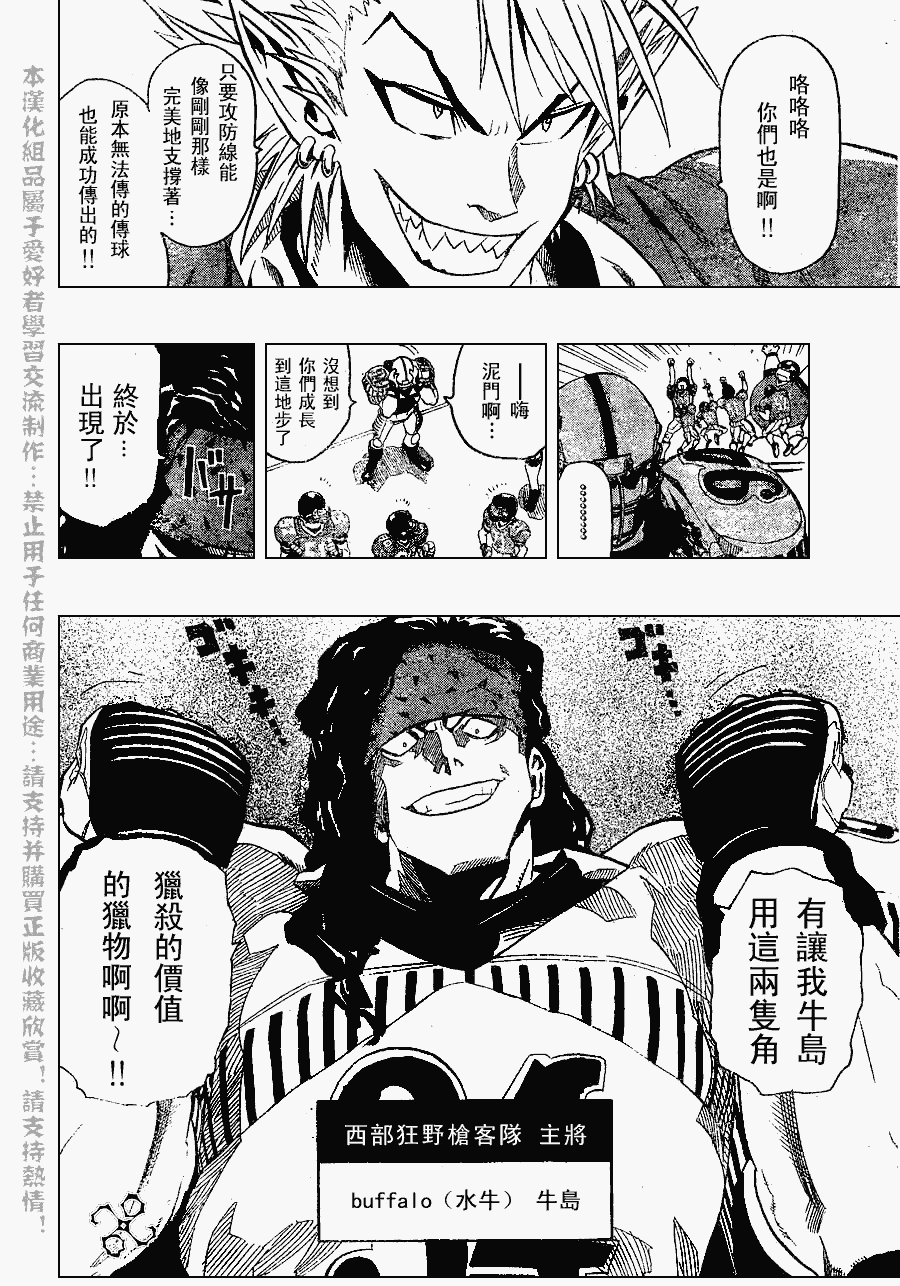 咯咯咯
你們也是啊!!
只要攻防線能
像剛剛那樣
完美地支撐著…
原本無法傳的傳球
也能成功傳出的!!
………
——嗨
泥門啊…
沒想到
你們成長
到這地步了
終於…
出現了!!
バサ
ゴキキ
ゴキキ
有讓我牛島
用這兩隻角
獵殺的價值
的獵物啊啊~!!
西部狂野槍客隊 主將
buffalo（水牛） 牛島
本漢化組品屬于愛好者學習交流制作…禁止用于任何商業用途…請支持并購買正版收藏欣賞!請支持熱情!